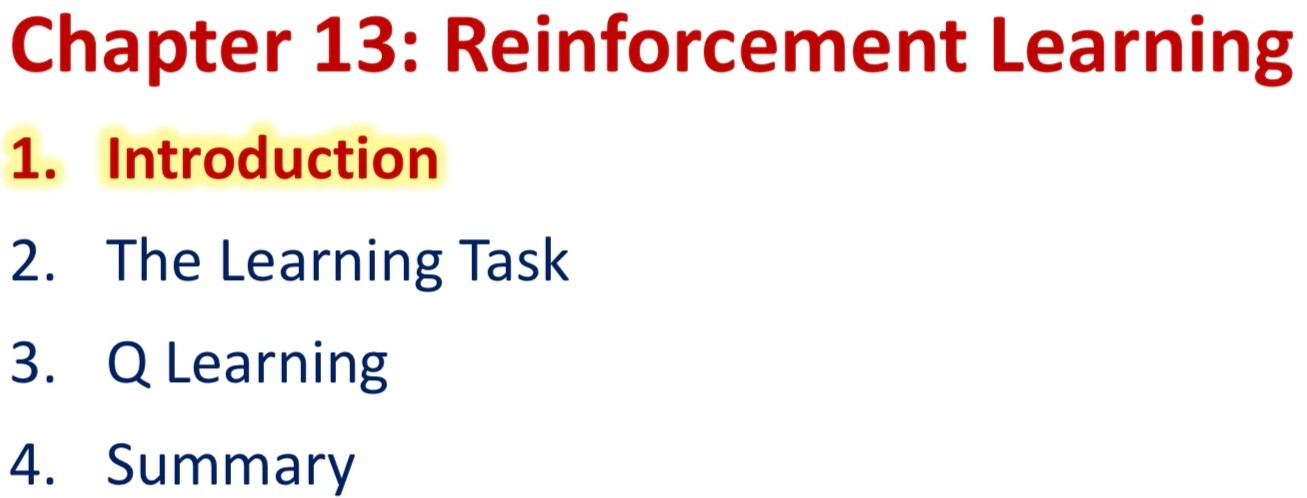 Chapter 13: Reinforcement Learning
1. Introduction
2. The Learning Task
3. Q Learning
4. Summary